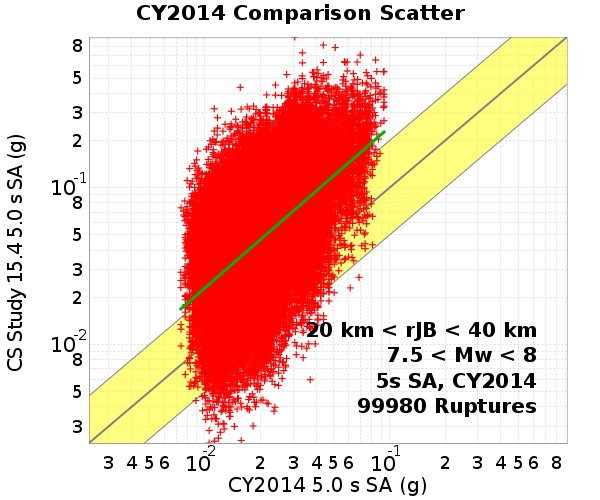 CY2014 Comparison Scatter
CS Study 15.4 5.0 s SA (g)
8
5
3
2
10-1
8
5
3
2
10-2
8
5
3
20 km < rJB < 40 km
7.5 < Mw < 8
5s SA, CY2014
99980 Ruptures
3 4 5 6 10-2 2 3 4 5 6 10-1 2 3 4 5 6 8
CY2014 5.0 s SA (g)